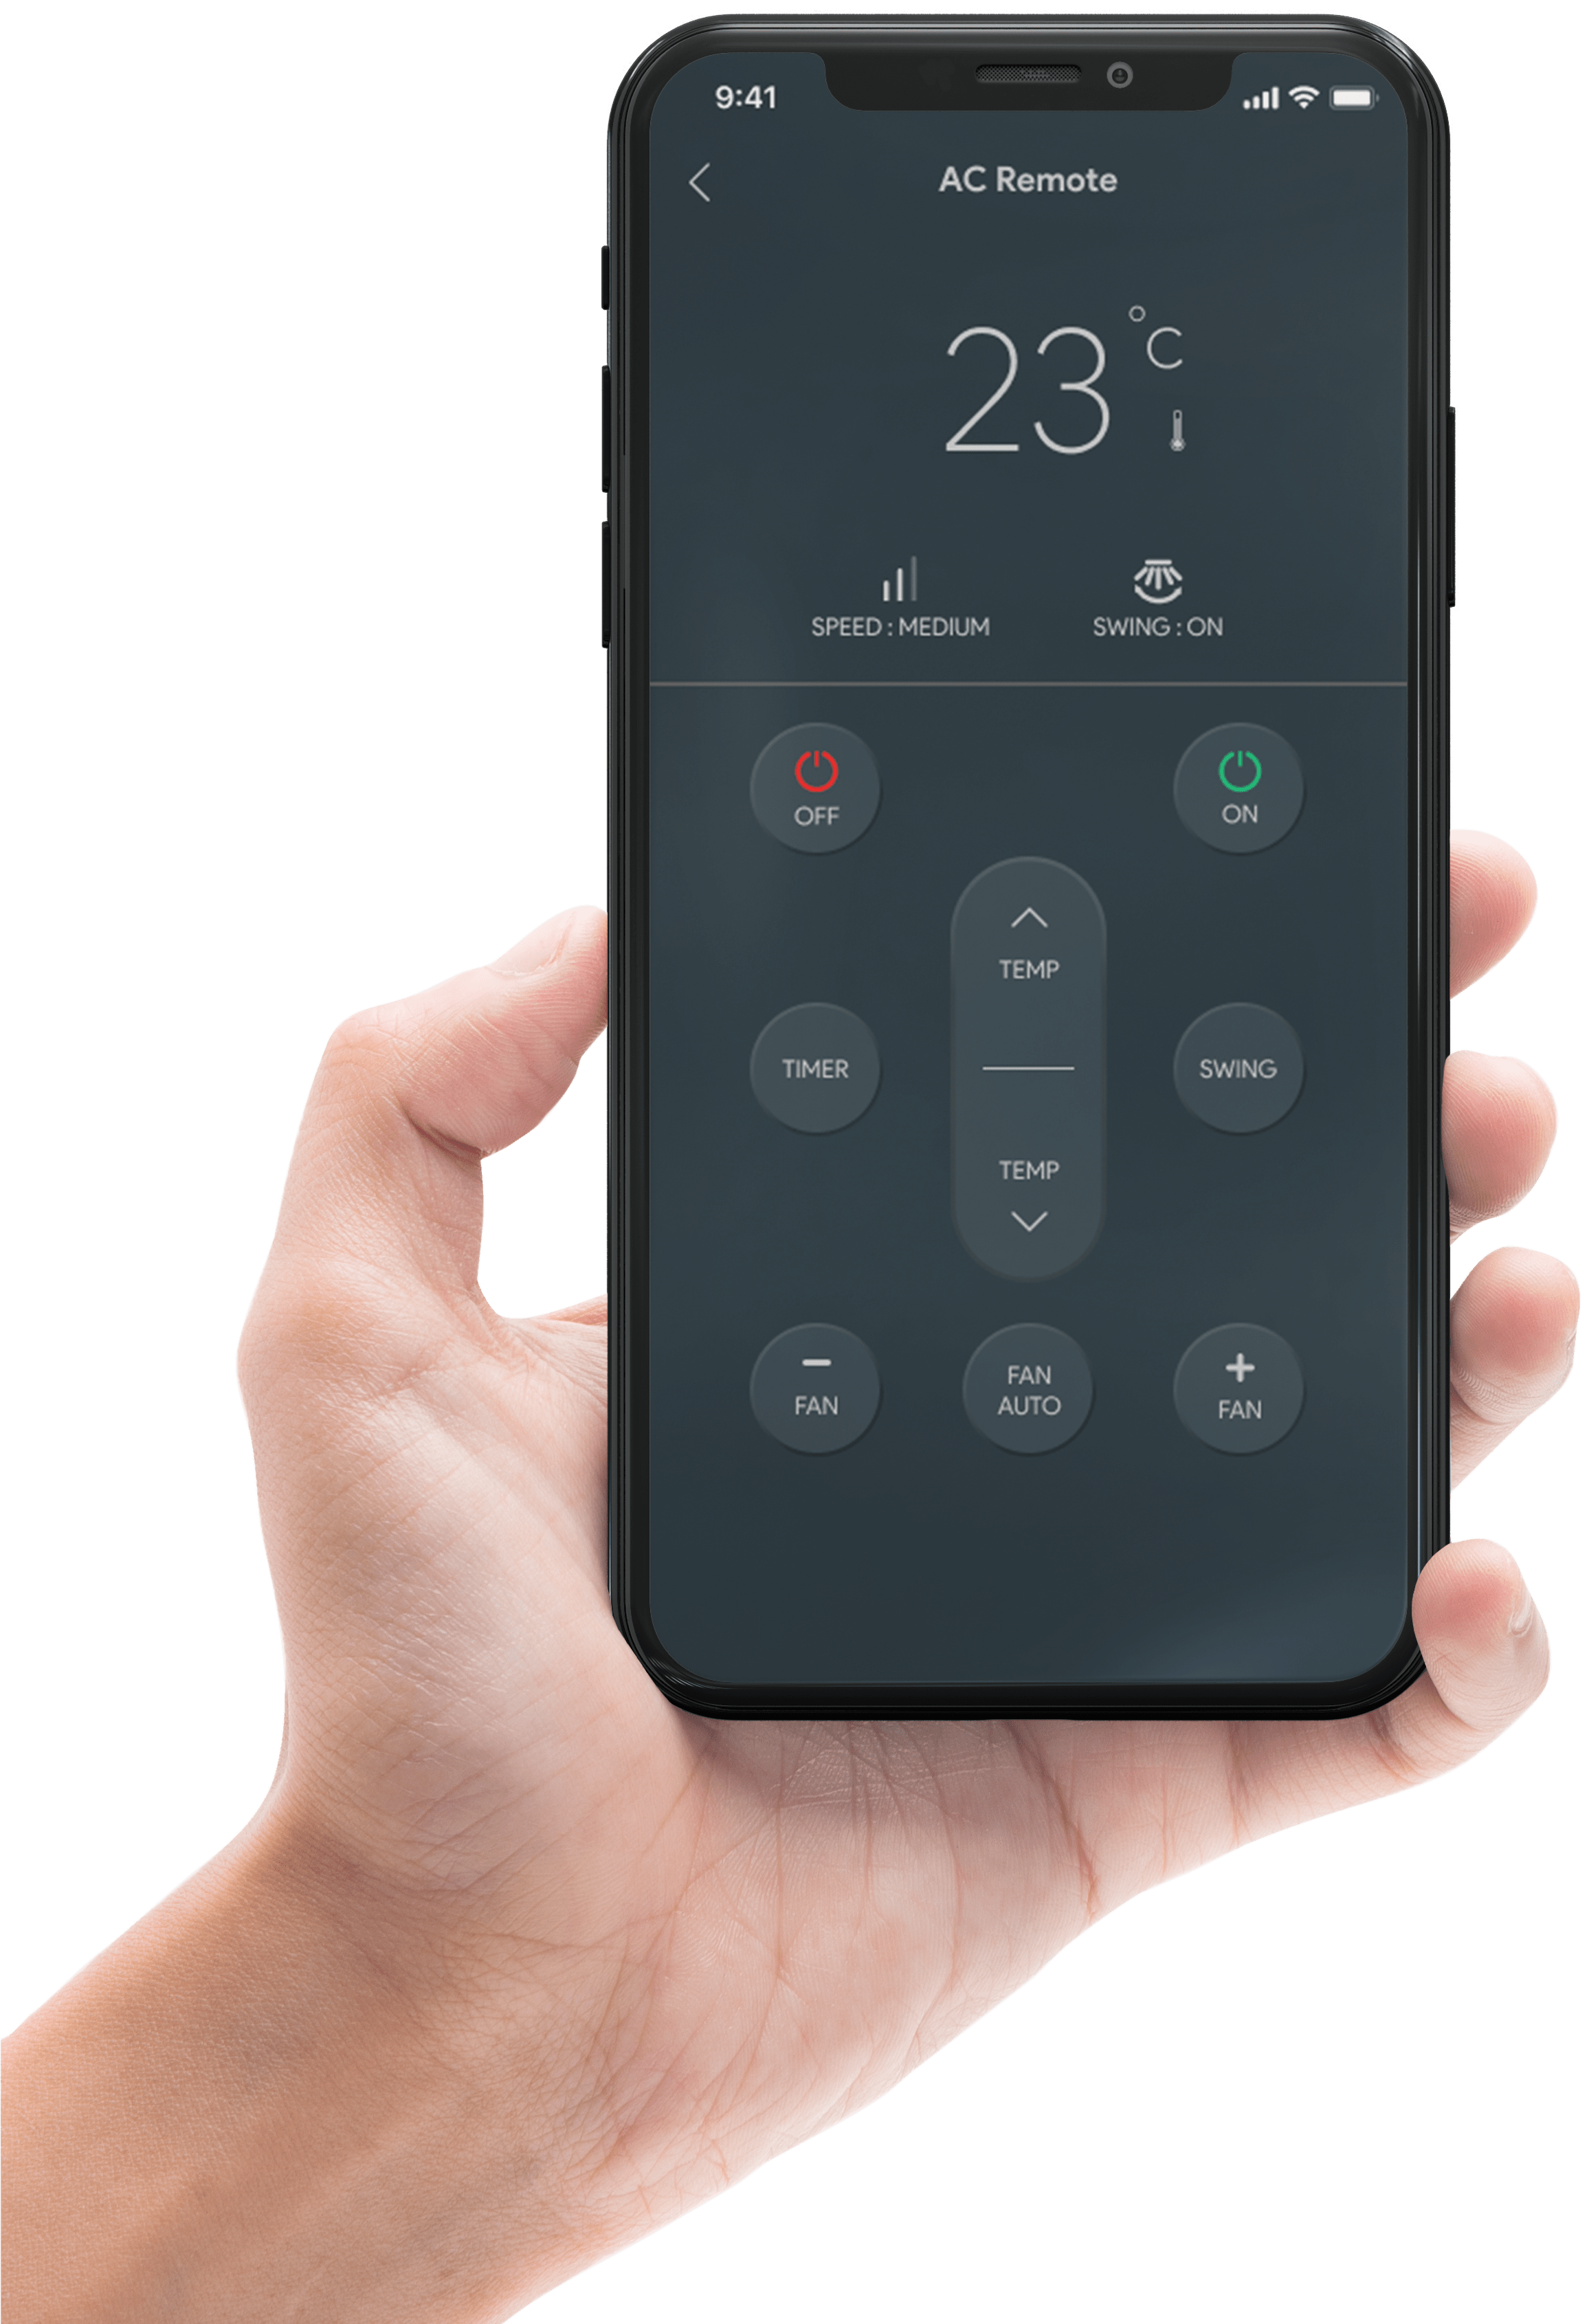 9:41
AC Remote
23°C
SPEED : MEDIUM
SWING : ON
OFF
ON
TEMP
TIMER
SWING
TEMP
FAN
FAN
AUTO
FAN